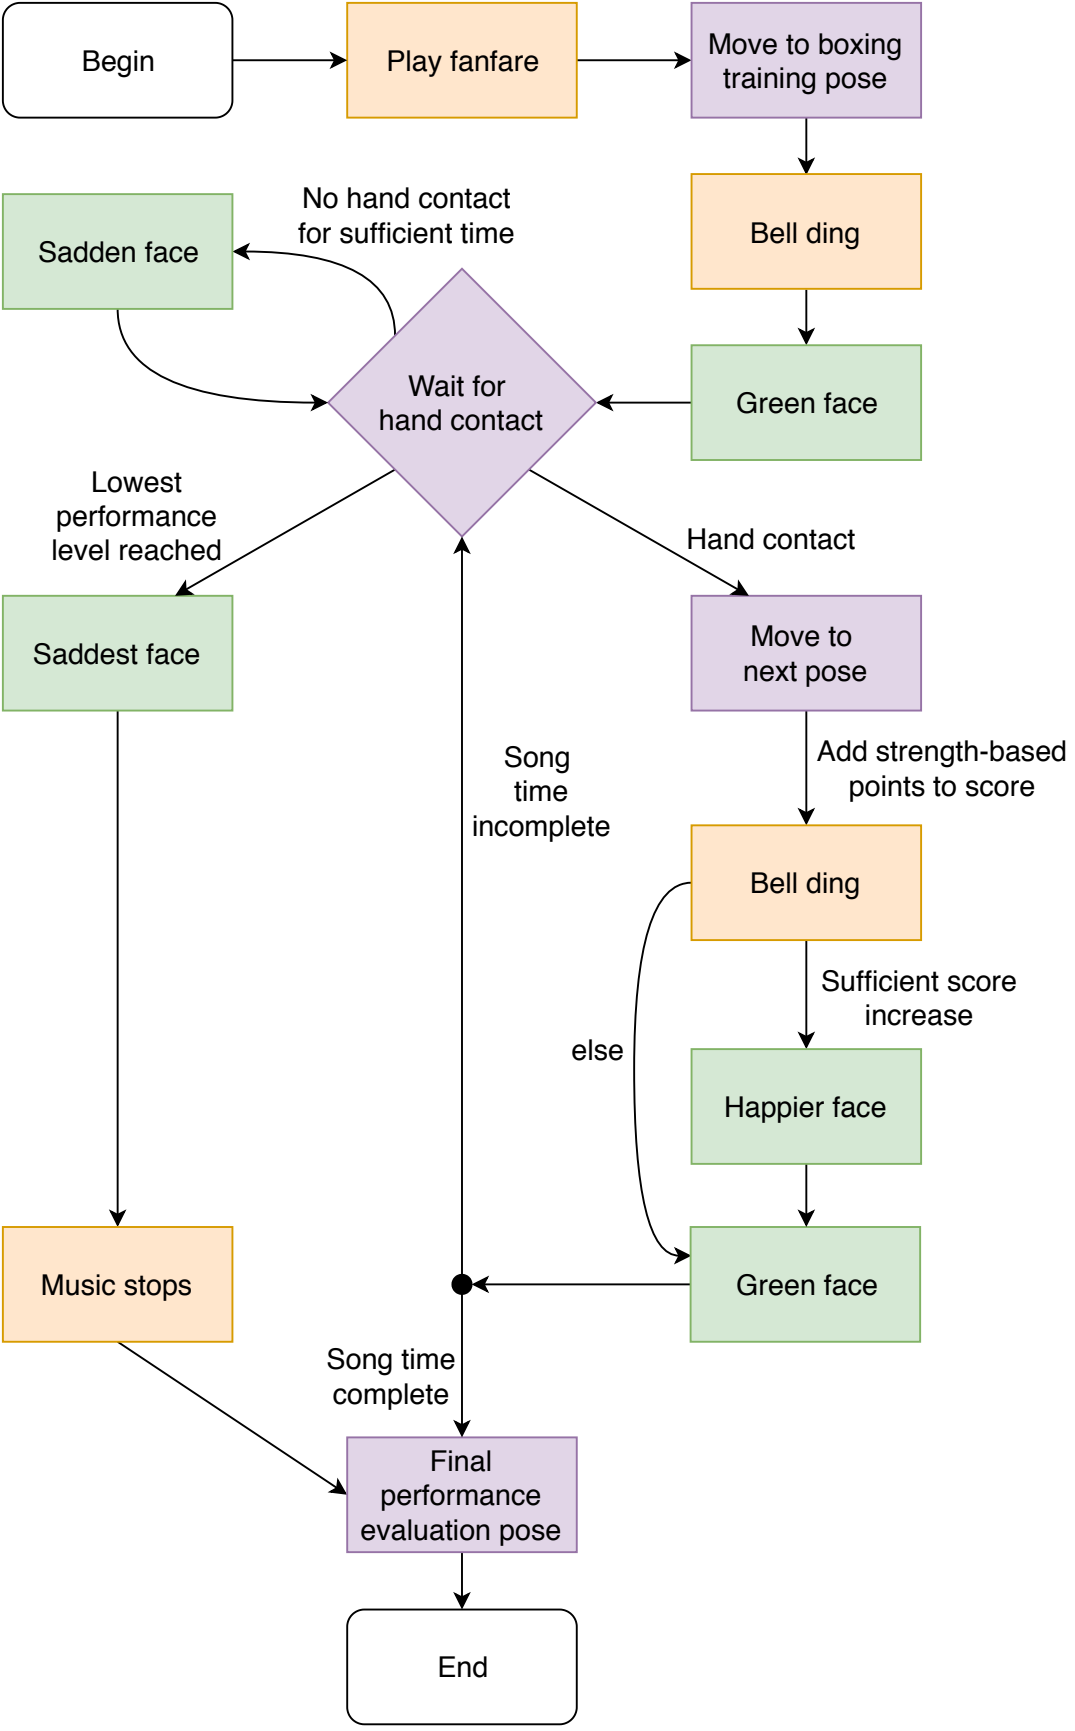 Begin
Play fanfare
Move to boxing
training pose
Bell ding
Green face
No hand contact
for sufficient time
Sadden face
Wait for
hand contact
Lowest
performance
level reached
Hand contact
Saddest face
Move to
next pose
Add strength-based
points to score
Song
time
incomplete
Bell ding
Sufficient score
increase
else
Happier face
Green face
Music stops
Song time
complete
Final
performance
evaluation pose
End